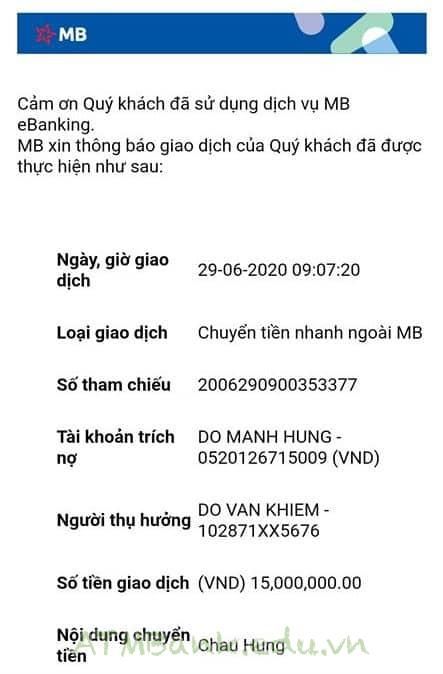 MB
Cảm ơn Quý khách đã sử dụng dịch vụ MB
eBanking.
MB xin thông báo giao dịch của Quý khách đã được
thực hiện như sau:
Ngày, giờ giao
dịch
29-06-2020 09:07:20
Loại giao dịch
Chuyển tiền nhanh ngoài MB
Số tham chiếu
2006290900353377
Tài khoản trích
nợ
DO MANH HUNG -
0520126715009 (VND)
Người thụ hưởng
DO VAN KHIEM -
102871XX5676
Số tiền giao dịch
(VND) 15,000,000.00
Nội dung chuyển
tiền
Chau Hung
ATMBank.edu.vn